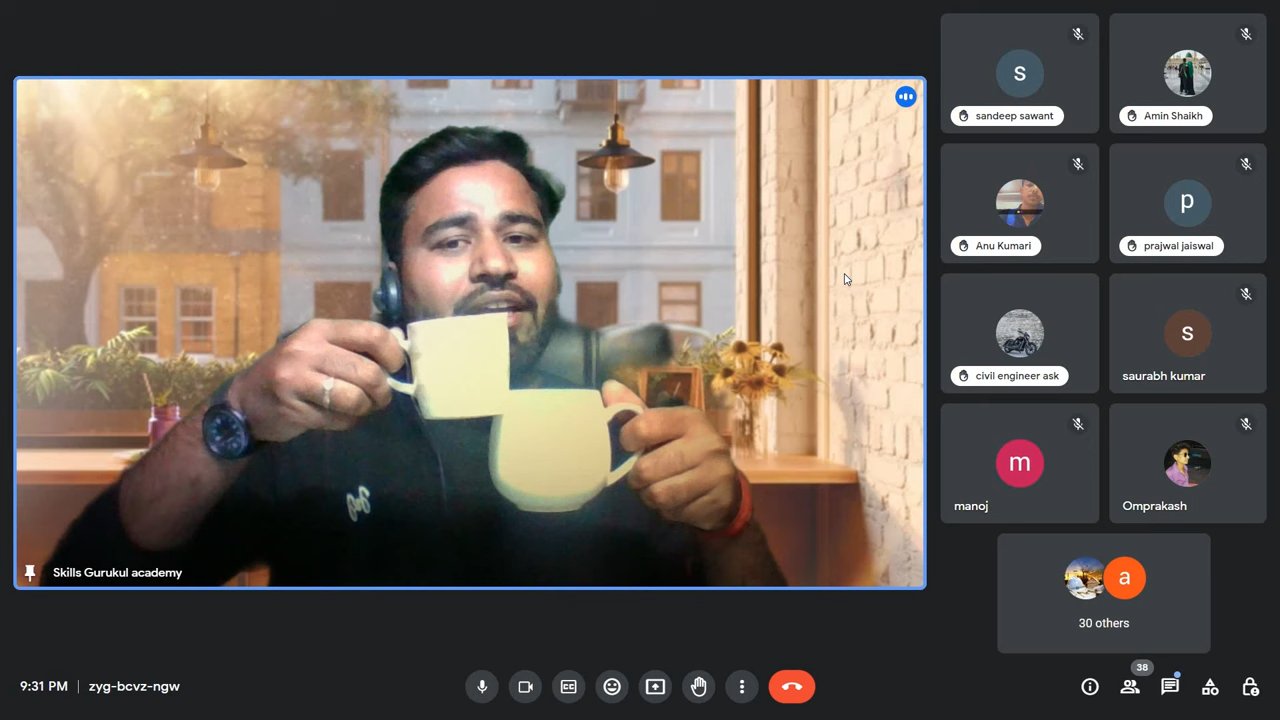 s
sandeep sawant
Amin Shaikh
Anu Kumari
p
prajwal jaiswal
civil engineer ask
s
saurabh kumar
m
manoj
Omprakash
a
30 others
Skills Gurukul academy
9:31 PM | zyg-bcvz-ngw
CC
38